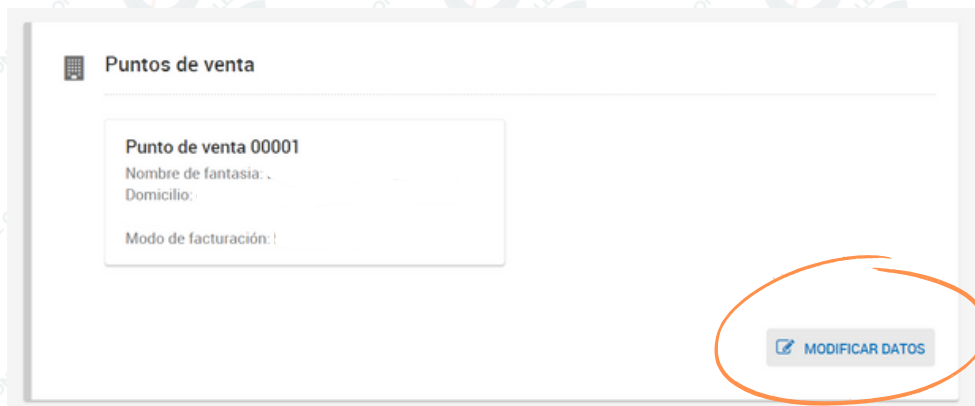 Puntos de venta
Punto de venta 00001
Nombre de fantasia:
Domicilio:
Modo de facturación:
MODIFICAR DATOS